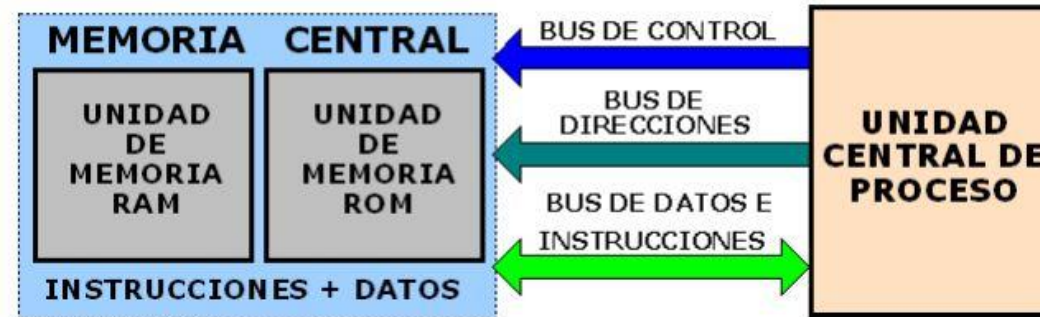 MEMORIA CENTRAL
UNIDAD
DE
MEMORIA
RAM
UNIDAD
DE
MEMORIA
ROM
INSTRUCCIONES + DATOS
BUS DE CONTROL
BUS DE
DIRECCIONES
BUS DE DATOS E
INSTRUCCIONES
UNIDAD
CENTRAL DE
PROCESO